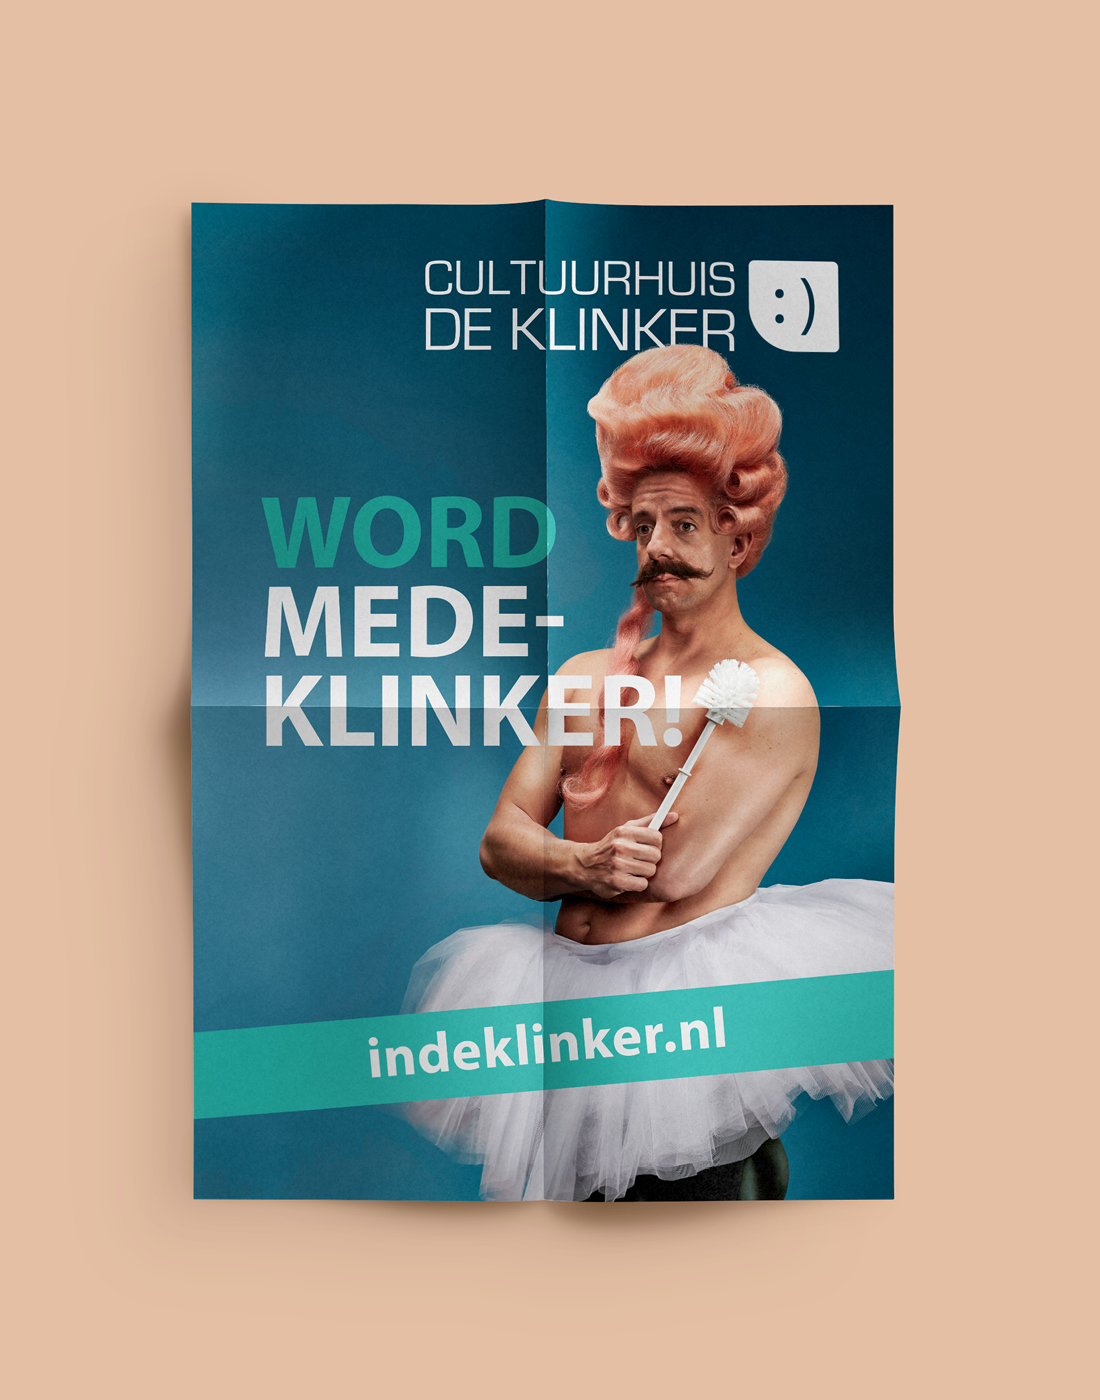 CULTUURHUIS
DE KLINKER
:)
WORD
MEDE-
KLINKER!
indeklinker.nl